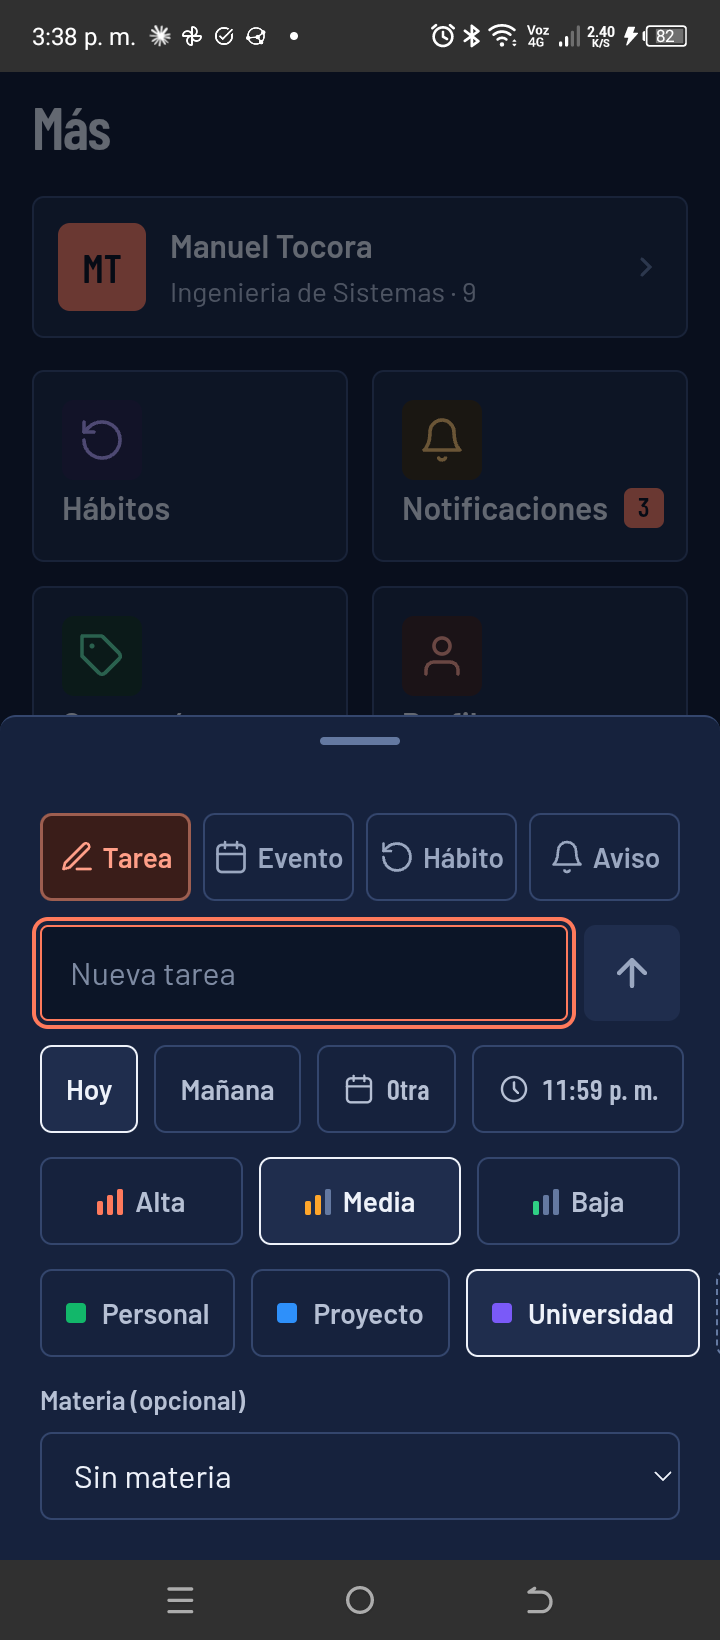 3:38 p. m. Voz 4G 2.40 K/S 82
Más
MT
Manuel Tocora
Ingenieria de Sistemas · 9
Hábitos
Notificaciones 3
Tarea Evento Hábito Aviso
Nueva tarea
Hoy Mañana Otra 11:59 p. m.
Alta Media Baja
Personal Proyecto Universidad
Materia (opcional)
Sin materia